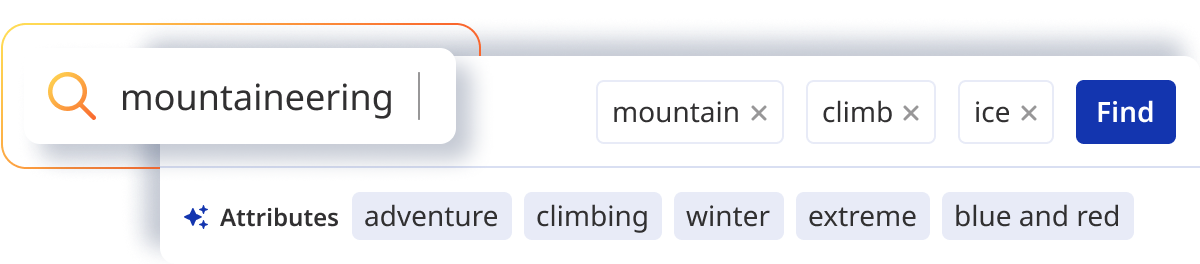 mountaineering
mountain climb ice Find
Attributes adventure climbing winter extreme blue and red